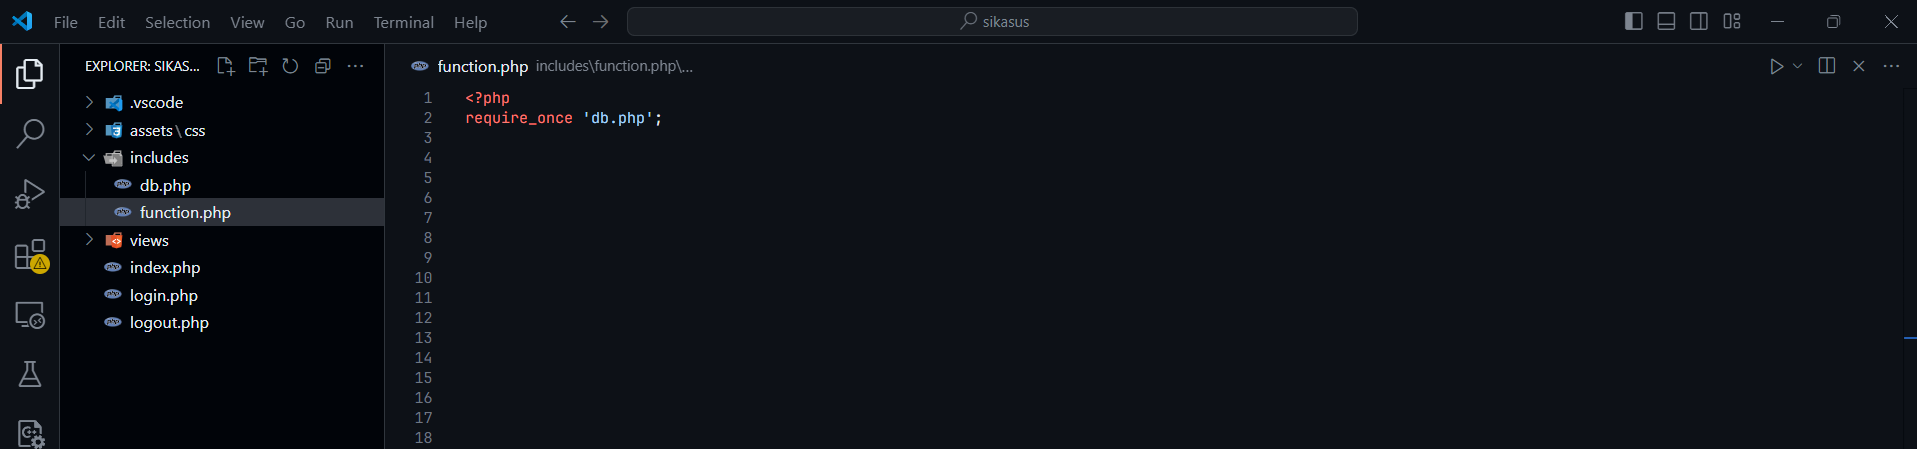 File Edit Selection View Go Run Terminal Help
sikasus
EXPLORER: SIKAS...
function.php includes\function.php\...
.vscode
assets\css
includes
db.php
function.php
views
index.php
login.php
logout.php
1 <?php
2 require_once 'db.php';
3
4
5
6
7
8
9
10
11
12
13
14
15
16
17
18